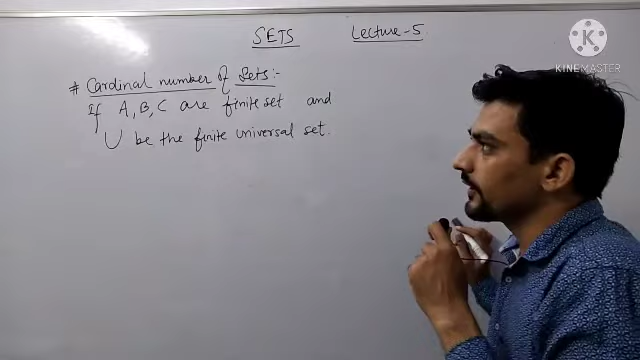 SETS Lecture-5
# Cardinal number of Sets:-
If A, B, C are finite set and
U be the finite universal set.
K
KINEMASTER